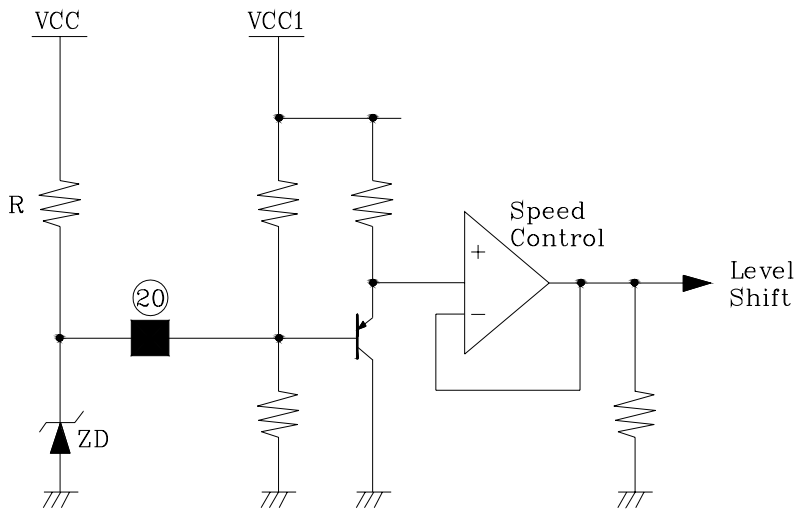 VCC
VCC1
R
Speed
Control
+
20
Level
Shift
−
ZD